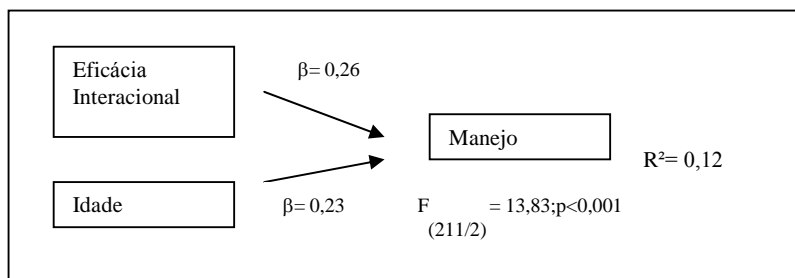 Eficácia
Interacional
β= 0,26
Manejo
R²= 0,12
Idade
β= 0,23
F = 13,83;p<0,001
(211/2)